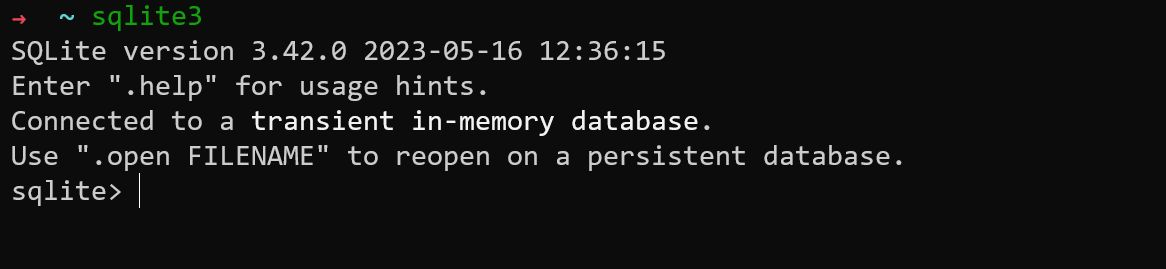 → ~ sqlite3
SQLite version 3.42.0 2023-05-16 12:36:15
Enter ".help" for usage hints.
Connected to a transient in-memory database.
Use ".open FILENAME" to reopen on a persistent database.
sqlite>